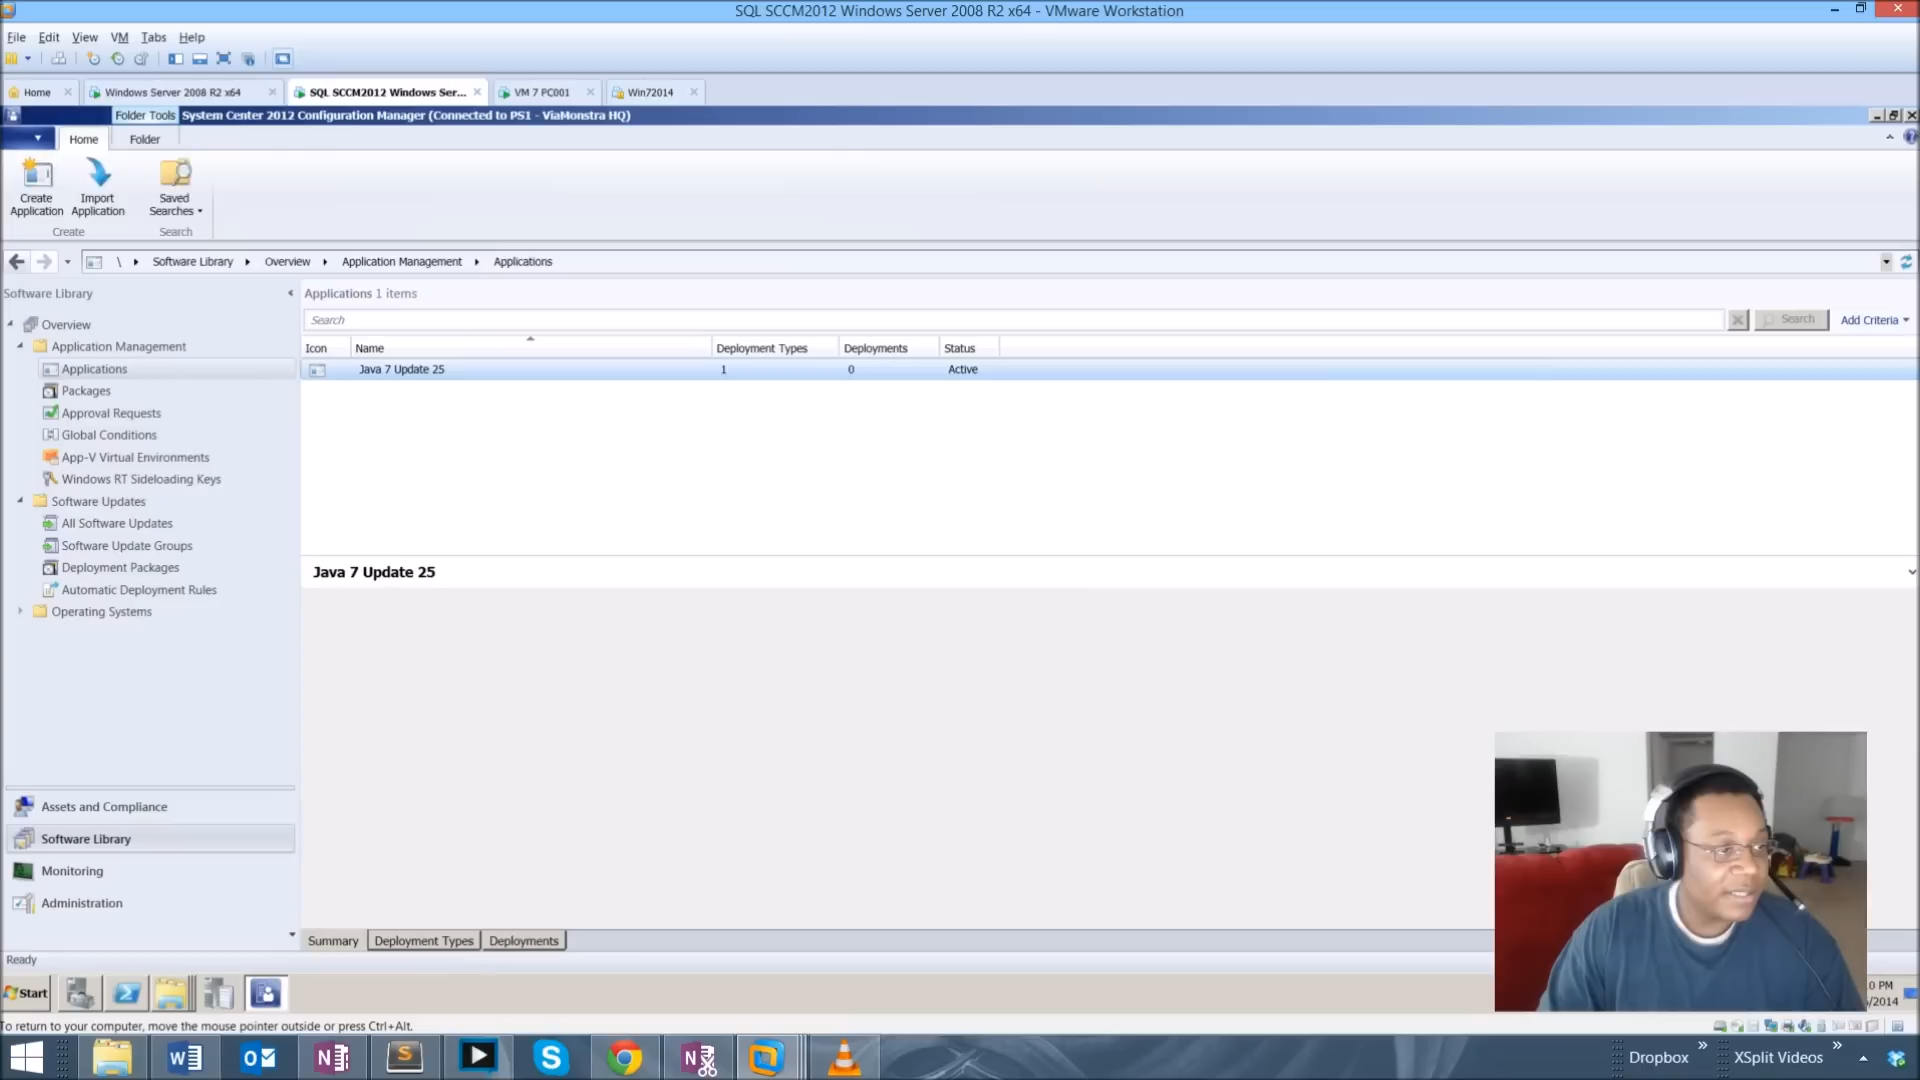 SQL SCCM2012 Windows Server 2008 R2 x64 - VMware Workstation
File Edit View VM Tabs Help
Home Windows Server 2008 R2 x64 SQL SCCM2012 Windows Ser... VM 7 PC001 Win72014
Folder Tools System Center 2012 Configuration Manager (Connected to PS1 - ViaMonstra HQ)
Home Folder
Create Application Import Application Saved Searches
Create Search
\ Software Library Overview Application Management Applications
Software Library
Applications 1 items
Search Search Add Criteria
Icon Name Deployment Types Deployments Status
Java 7 Update 25 1 0 Active
Overview
Application Management
Applications
Packages
Approval Requests
Global Conditions
App-V Virtual Environments
Windows RT Sideloading Keys
Software Updates
All Software Updates
Software Update Groups
Deployment Packages
Automatic Deployment Rules
Operating Systems
Java 7 Update 25
Assets and Compliance
Software Library
Monitoring
Administration
Summary Deployment Types Deployments
Ready
Start
0 PM
/2014
To return to your computer, move the mouse pointer outside or press Ctrl+Alt.
Dropbox XSplit Videos